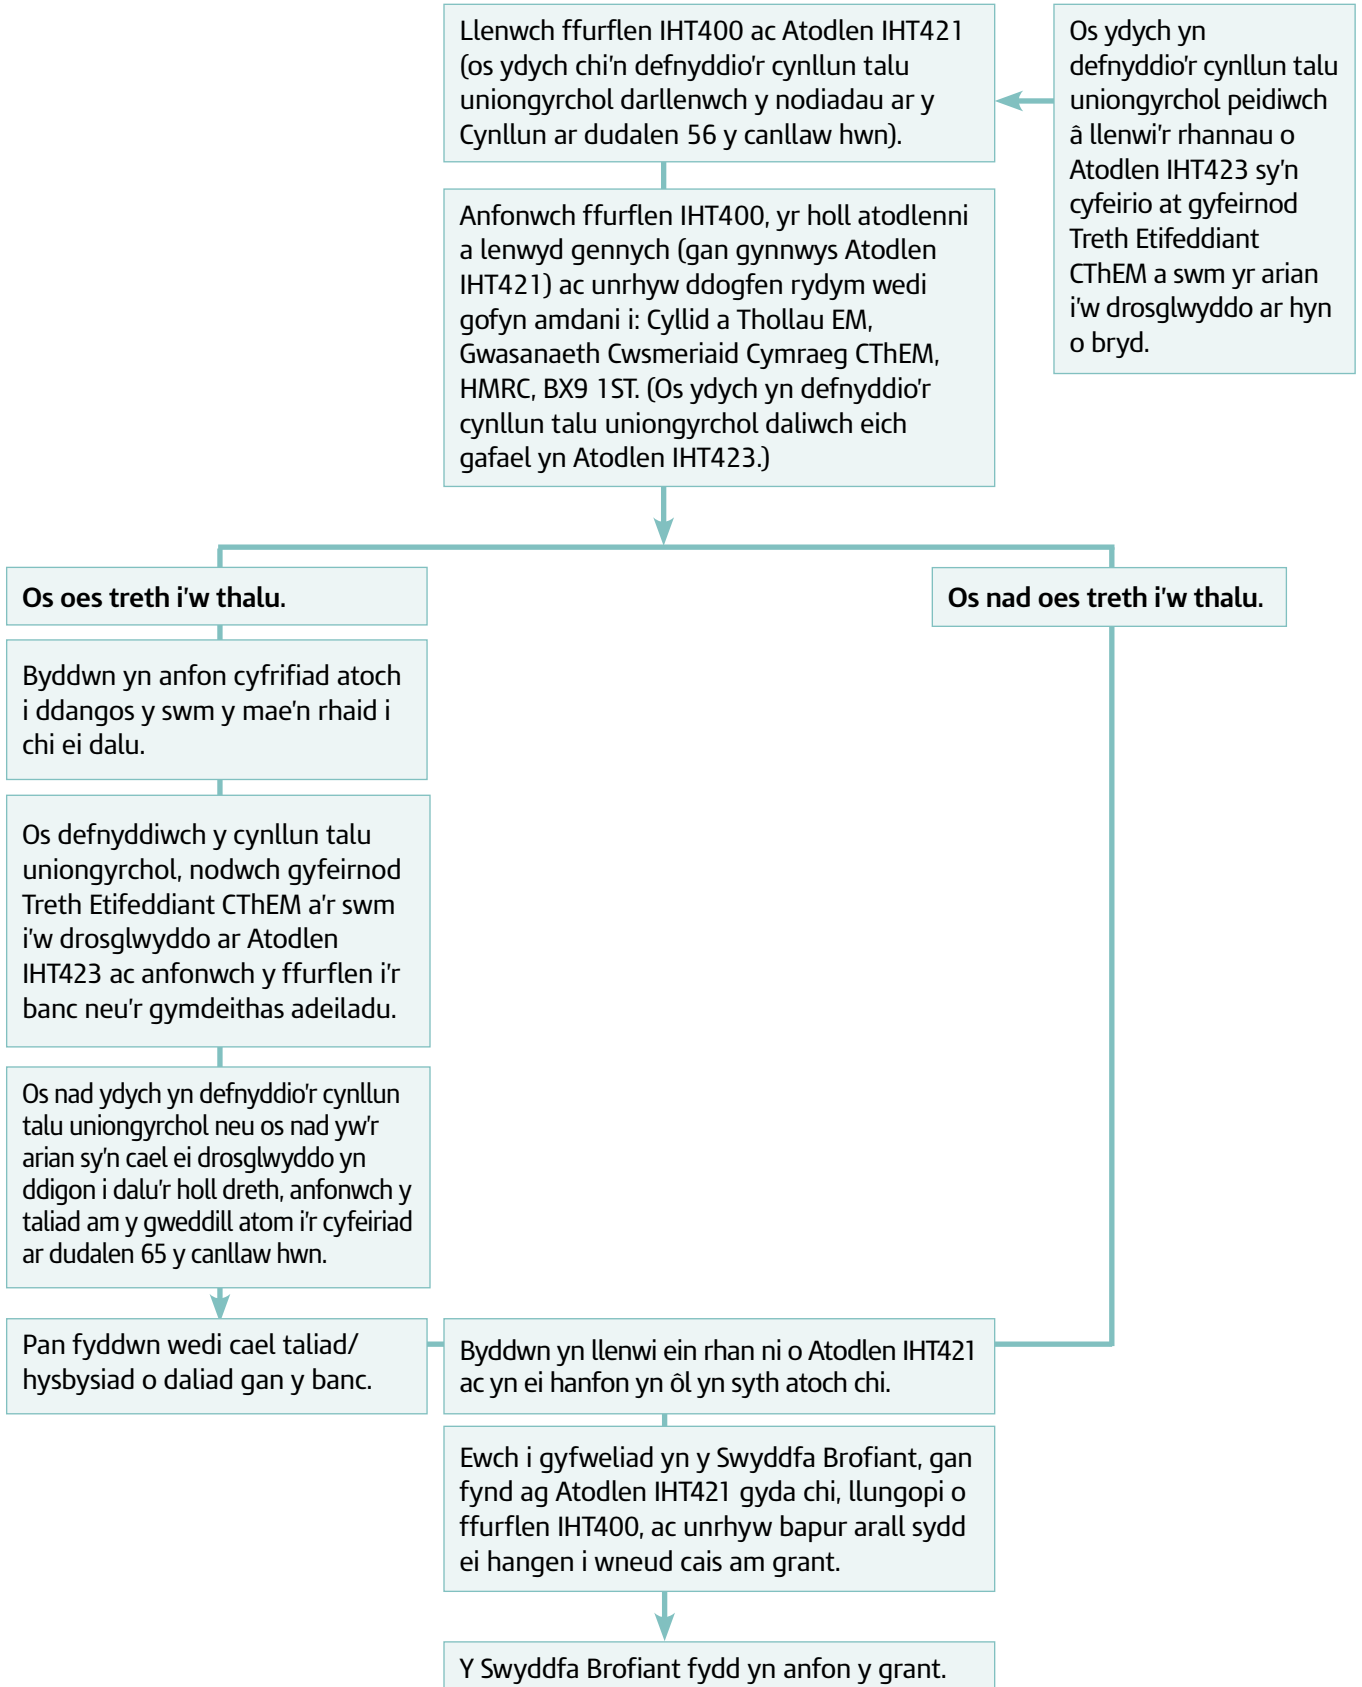 Llenwch ffurflen IHT400 ac Atodlen IHT421
(os ydych chi'n defnyddio'r cynllun talu
uniongyrchol darllenwch y nodiadau ar y
Cynllun ar dudalen 56 y canllaw hwn).
Os ydych yn
defnyddio'r cynllun talu
uniongyrchol peidiwch
â llenwi'r rhannau o
Atodlen IHT423 sy'n
cyfeirio at gyfeirnod
Treth Etifeddiant
CThEM a swm yr arian
i'w drosglwyddo ar hyn
o bryd.
Anfonwch ffurflen IHT400, yr holl atodlenni
a lenwyd gennych (gan gynnwys Atodlen
IHT421) ac unrhyw ddogfen rydym wedi
gofyn amdani i: Cyllid a Thollau EM,
Gwasanaeth Cwsmeriaid Cymraeg CThEM,
HMRC, BX9 1ST. (Os ydych yn defnyddio'r
cynllun talu uniongyrchol daliwch eich
gafael yn Atodlen IHT423.)
Os oes treth i'w thalu.
Os nad oes treth i'w thalu.
Byddwn yn anfon cyfrifiad atoch
i ddangos y swm y mae'n rhaid i
chi ei dalu.
Os defnyddiwch y cynllun talu
uniongyrchol, nodwch gyfeirnod
Treth Etifeddiant CThEM a'r swm
i'w drosglwyddo ar Atodlen
IHT423 ac anfonwch y ffurflen i'r
banc neu'r gymdeithas adeiladu.
Os nad ydych yn defnyddio'r cynllun
talu uniongyrchol neu os nad yw'r
arian sy'n cael ei drosglwyddo yn
ddigon i dalu'r holl dreth, anfonwch y
taliad am y gweddill atom i'r cyfeiriad
ar dudalen 65 y canllaw hwn.
Pan fyddwn wedi cael taliad/
hysbysiad o daliad gan y banc.
Byddwn yn llenwi ein rhan ni o Atodlen IHT421
ac yn ei hanfon yn ôl yn syth atoch chi.
Ewch i gyfweliad yn y Swyddfa Brofiant, gan
fynd ag Atodlen IHT421 gyda chi, llungopi o
ffurflen IHT400, ac unrhyw bapur arall sydd
ei hangen i wneud cais am grant.
Y Swyddfa Brofiant fydd yn anfon y grant.